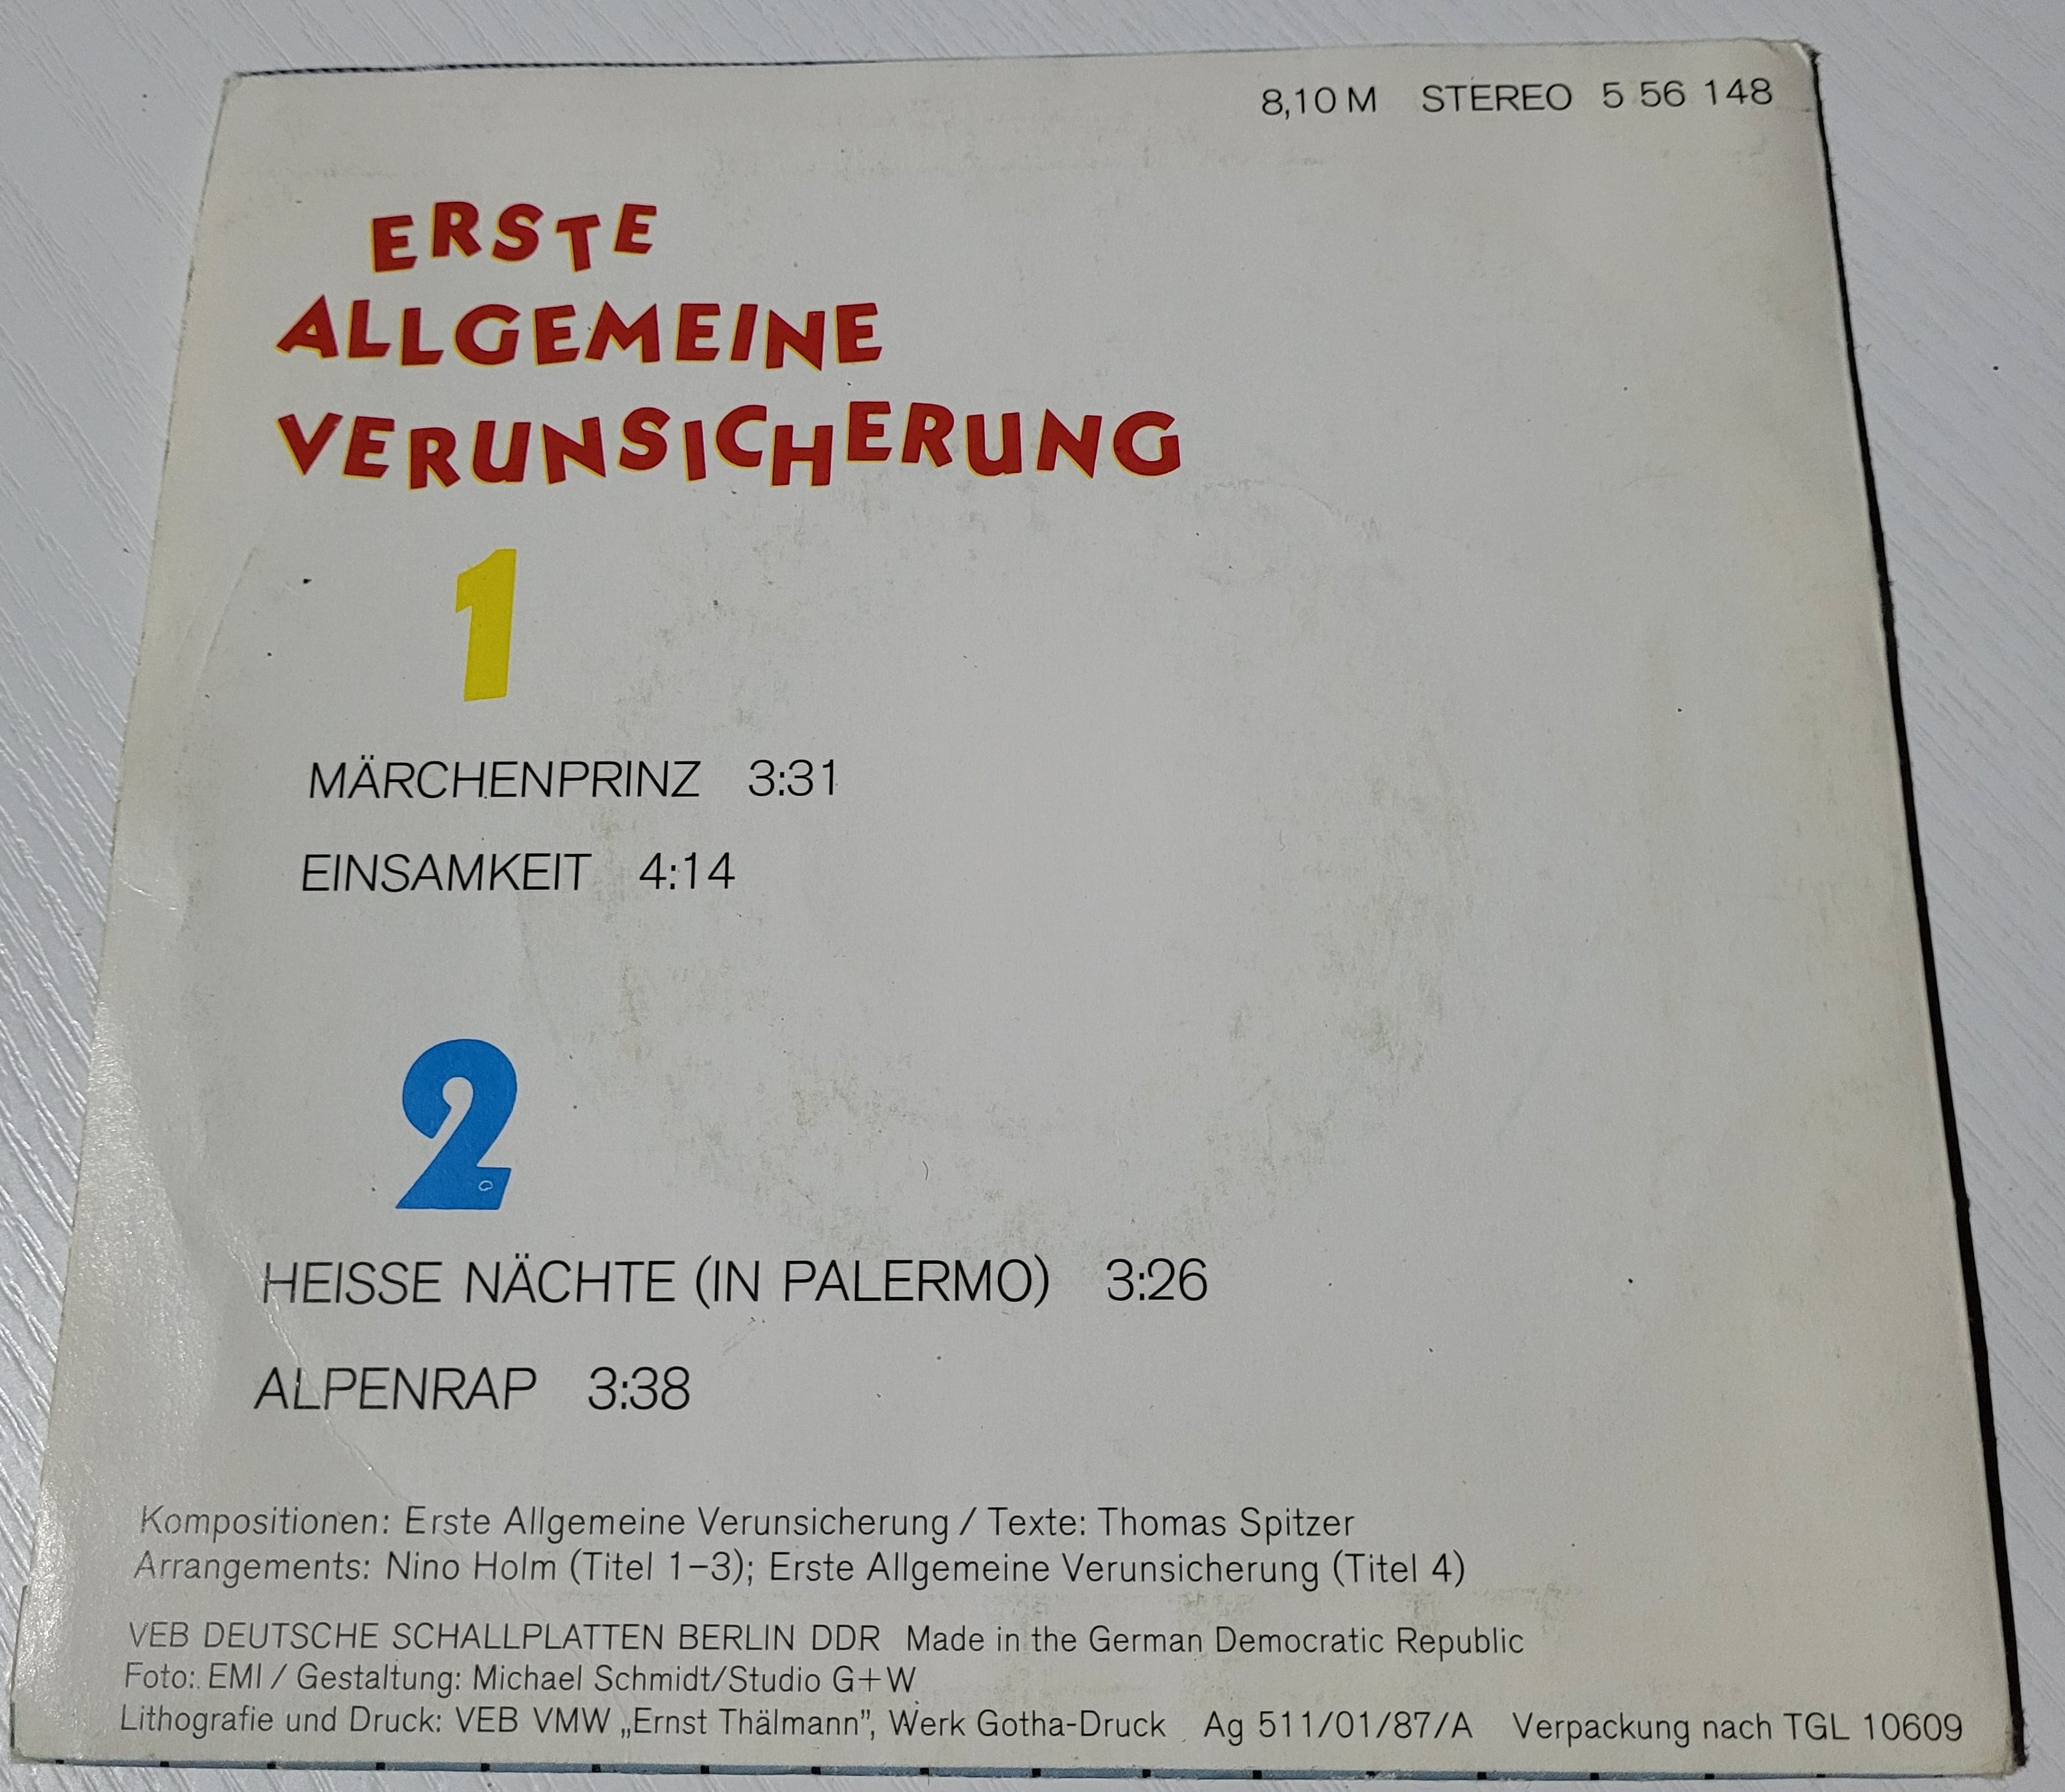 8,10 M STEREO 5 56 148
ERSTE
ALLGEMEINE
VERUNSICHERUNG
1
MÄRCHENPRINZ 3:31
EINSAMKEIT 4:14
2
HEISSE NÄCHTE (IN PALERMO) 3:26
ALPENRAP 3:38
Kompositionen: Erste Allgemeine Verunsicherung / Texte: Thomas Spitzer
Arrangements: Nino Holm (Titel 1–3); Erste Allgemeine Verunsicherung (Titel 4)
VEB DEUTSCHE SCHALLPLATTEN BERLIN DDR Made in the German Democratic Republic
Foto: EMI / Gestaltung: Michael Schmidt/Studio G+W
Lithografie und Druck: VEB VMW „Ernst Thälmann”, Werk Gotha-Druck Ag 511/01/87/A Verpackung nach TGL 10609